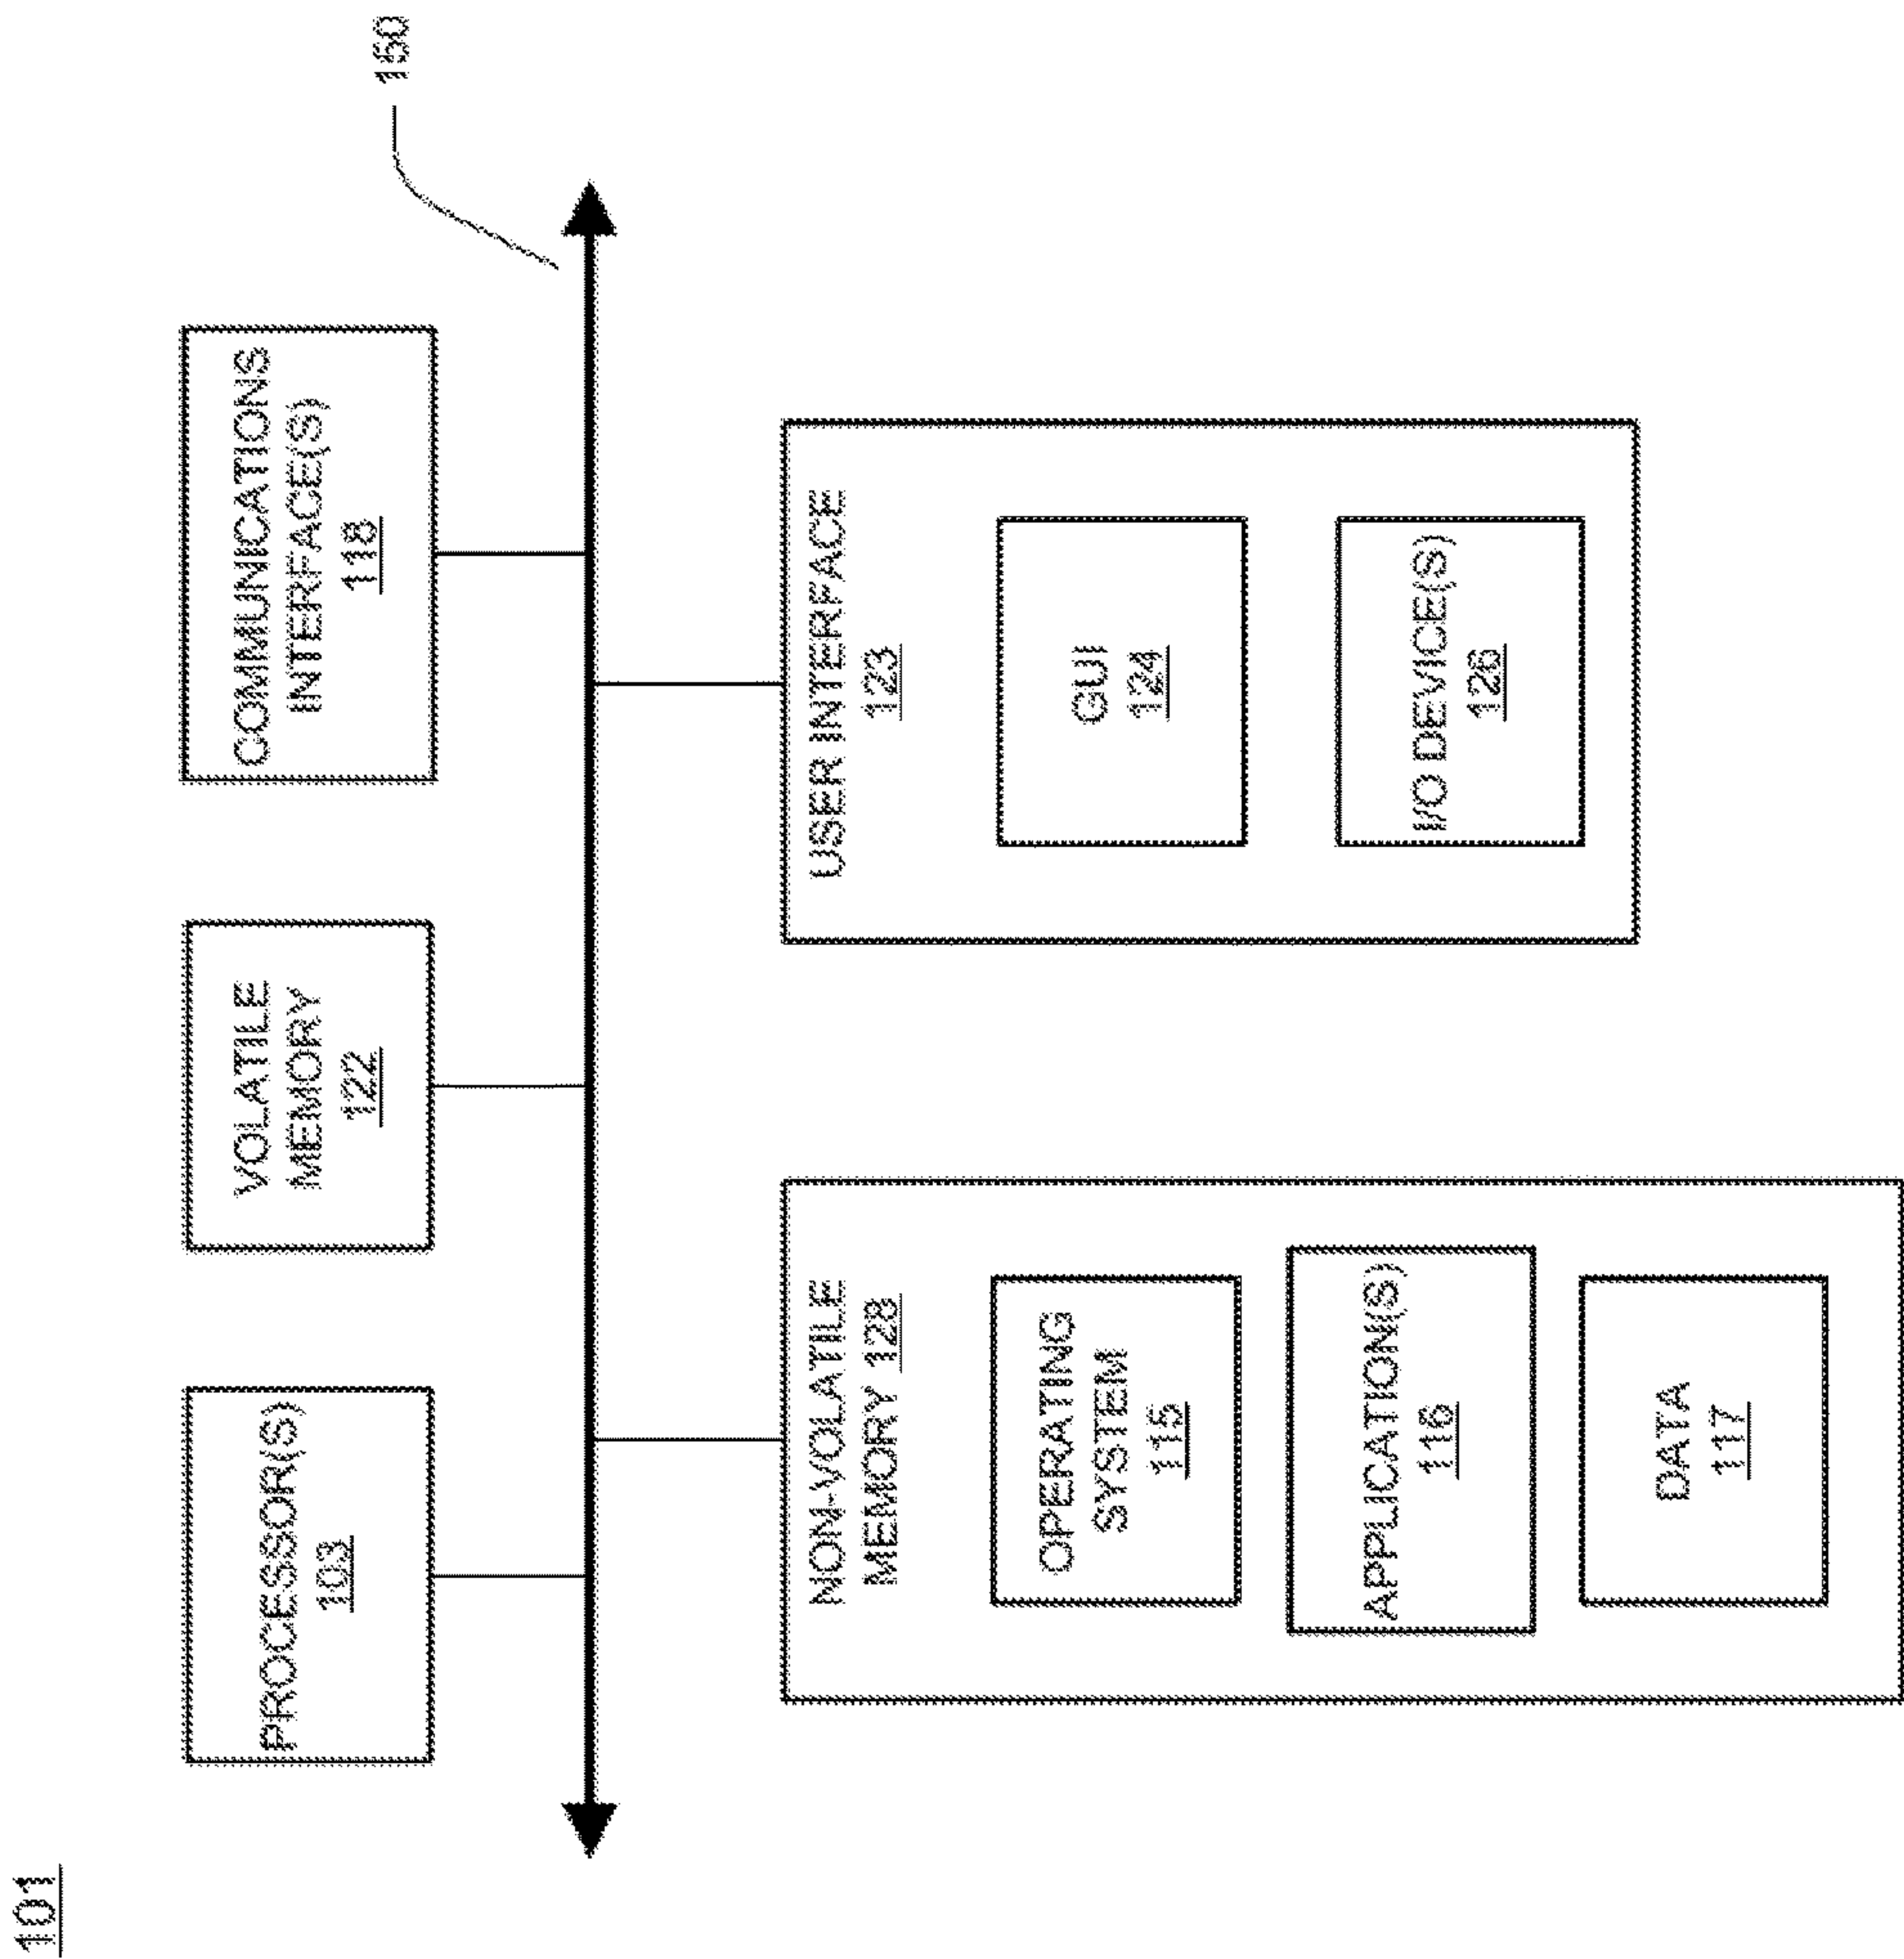 101
PROCESSOR(S)
103
VOLATILE
MEMORY
122
COMMUNICATIONS
INTERFACE(S)
118
150
NON-VOLATILE
MEMORY 128
OPERATING
SYSTEM
115
APPLICATION(S)
116
DATA
117
USER INTERFACE
123
GUI
124
I/O DEVICE(S)
126